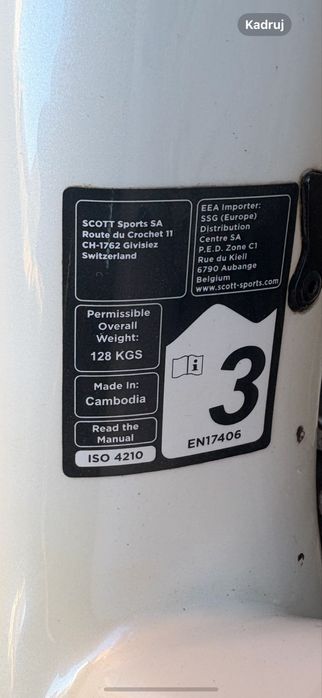 Kadruj
SCOTT Sports SA
Route du Crochet 11
CH-1762 Givisiez
Switzerland
EEA Importer:
SSG (Europe)
Distribution
Centre SA
P.E.D. Zone C1
Rue du Kiell
6790 Aubange
Belgium
www.scott-sports.com
Permissible
Overall
Weight:
128 KGS
Made In:
Cambodia
Read the
Manual
ISO 4210
i
3
EN17406